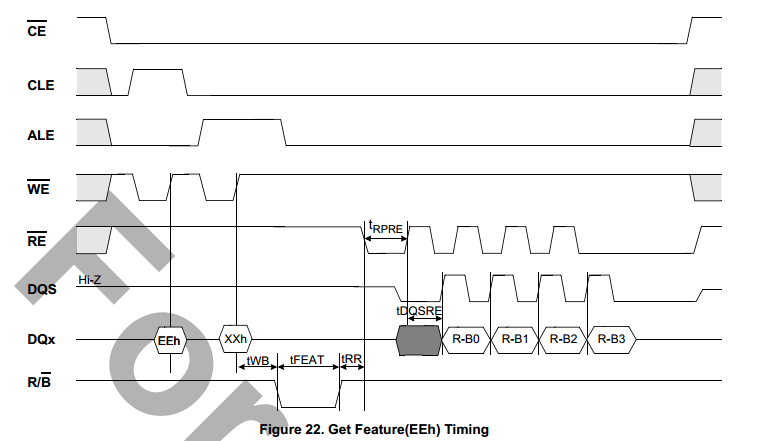 CE
CLE
ALE
WE
RE
tRPRE
DQS
Hi-Z
tDQSRE
DQx
EEh
XXh
R-B0
R-B1
R-B2
R-B3
tWB
tFEAT
tRR
R/B
For
Figure 22. Get Feature(EEh) Timing